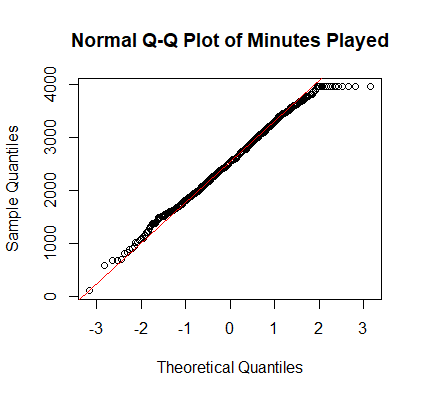 Normal Q-Q Plot of Minutes Played
Sample Quantiles
4000
3000
2000
1000
0
-3 -2 -1 0 1 2 3
Theoretical Quantiles